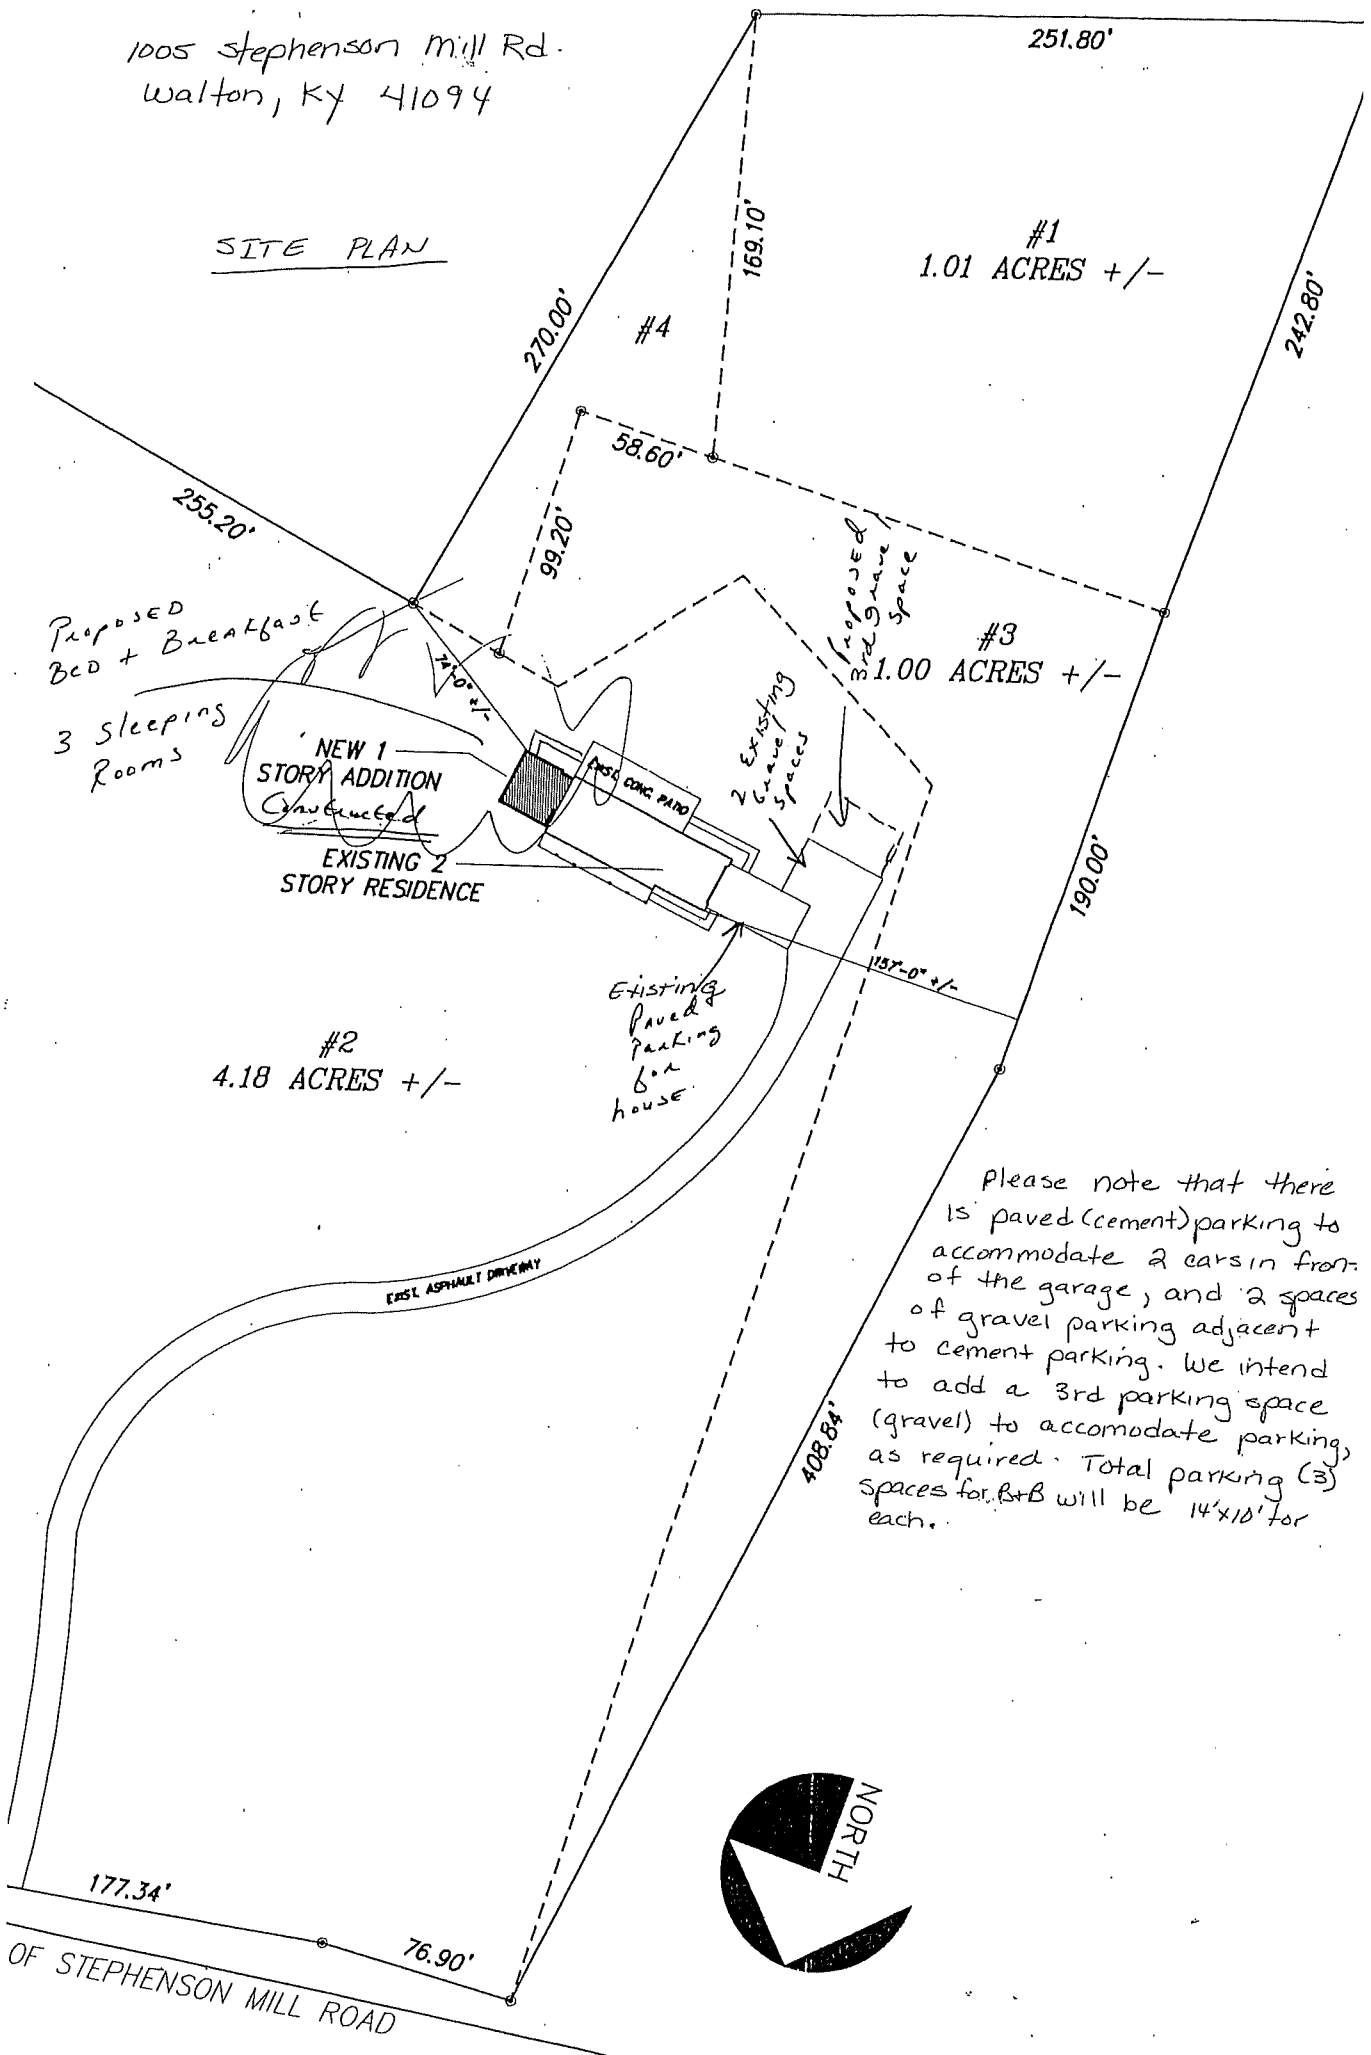 1005 Stephenson Mill Rd.
Walton, KY 41094
SITE PLAN
251.80'
169.10'
#1
1.01 ACRES +/-
242.80'
270.00'
#4
58.60'
99.20'
255.20'
Proposed
Bed + Breakfast
3 Sleeping
Rooms
74'-0" +/-
NEW 1
STORY ADDITION
Constructed
EXISTING 2
STORY RESIDENCE
EXIST. CONC. PATIO
2 Existing
Gravel
Spaces
Proposed
3rd gravel
space
#3
1.00 ACRES +/-
190.00'
157'-0" +/-
Existing
Paved
Parking
for
house
#2
4.18 ACRES +/-
EXIST. ASPHAULT DRIVEWAY
Please note that there
is paved (cement) parking to
accommodate 2 cars in fron
of the garage, and 2 spaces
of gravel parking adjacent
to cement parking. We intend
to add a 3rd parking space
(gravel) to accomodate parking,
as required. Total parking (3)
spaces for B+B will be 14'x10' for
each.
408.84'
NORTH
177.34'
76.90'
OF STEPHENSON MILL ROAD